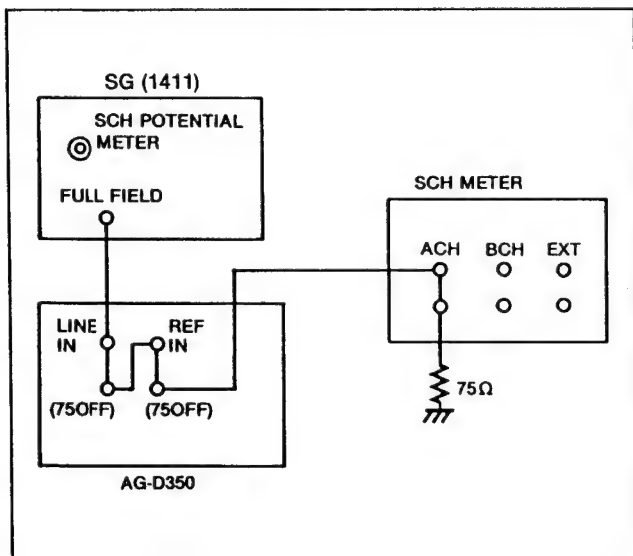 SG (1411)
SCH POTENTIAL
METER
FULL FIELD
SCH METER
ACH BCH EXT
LINE
IN
REF
IN
(75OFF) (75OFF)
75Ω
AG-D350